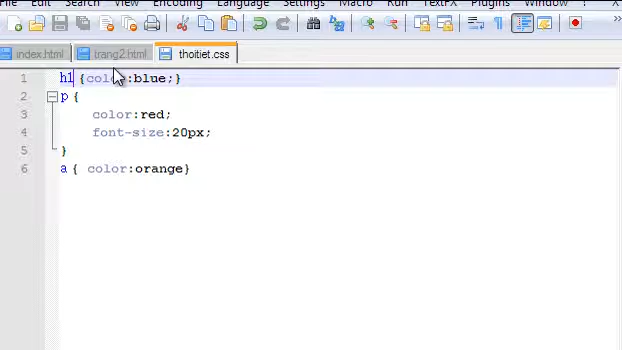 File Edit Search View Encoding Language Settings Macro Run TextFX Plugins Window ? X
index.html trang2.html thoitiet.css
1 h1 {color:blue;}
2 p {
3 color:red;
4 font-size:20px;
5 }
6 a { color:orange}